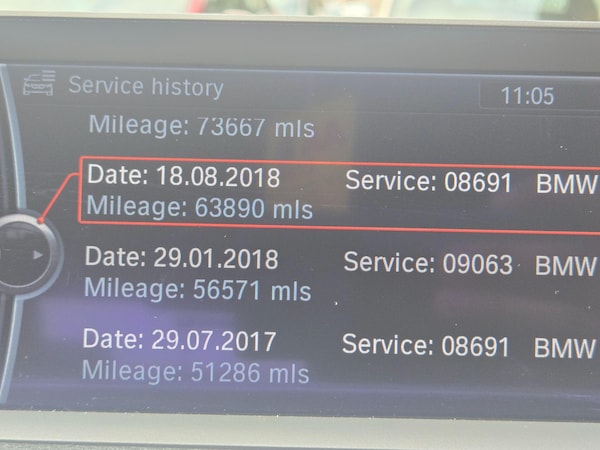 Service history 11:05
Mileage: 73667 mls
Date: 18.08.2018 Service: 08691 BMW
Mileage: 63890 mls
Date: 29.01.2018 Service: 09063 BMW
Mileage: 56571 mls
Date: 29.07.2017 Service: 08691 BMW
Mileage: 51286 mls